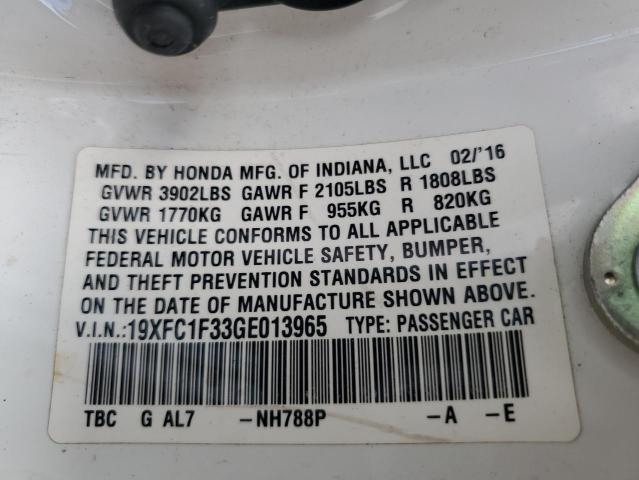 MFD. BY HONDA MFG. OF INDIANA, LLC 02/'16
GVWR 3902LBS GAWR F 2105LBS R 1808LBS
GVWR 1770KG GAWR F 955KG R 820KG
THIS VEHICLE CONFORMS TO ALL APPLICABLE
FEDERAL MOTOR VEHICLE SAFETY, BUMPER,
AND THEFT PREVENTION STANDARDS IN EFFECT
ON THE DATE OF MANUFACTURE SHOWN ABOVE.
V.I.N.:19XFC1F33GE013965 TYPE: PASSENGER CAR
TBC G AL7 -NH788P -A -E